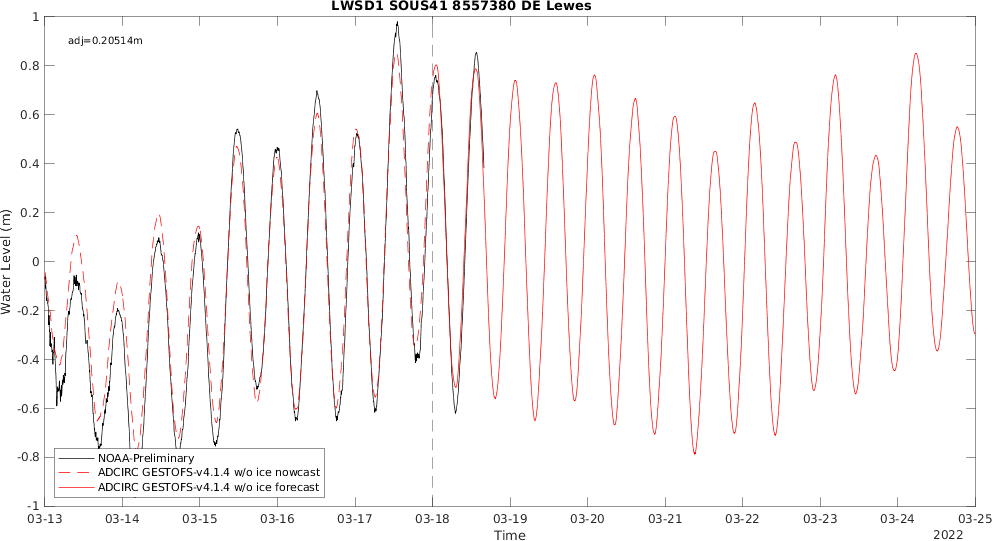 LWSD1 SOUS41 8557380 DE Lewes
adj=0.20514m
1
0.8
0.6
0.4
0.2
0
-0.2
-0.4
-0.6
-0.8
-1
Water Level (m)
NOAA-Preliminary
ADCIRC GESTOFS-v4.1.4 w/o ice nowcast
ADCIRC GESTOFS-v4.1.4 w/o ice forecast
03-13 03-14 03-15 03-16 03-17 03-18 03-19 03-20 03-21 03-22 03-23 03-24 03-25
Time
2022